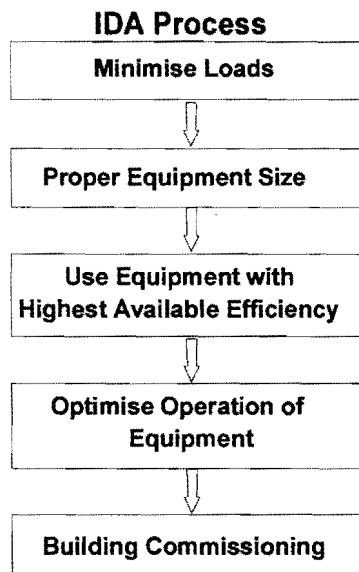 IDA Process
Minimise Loads
Proper Equipment Size
Use Equipment with
Highest Available Efficiency
Optimise Operation of
Equipment
Building Commissioning